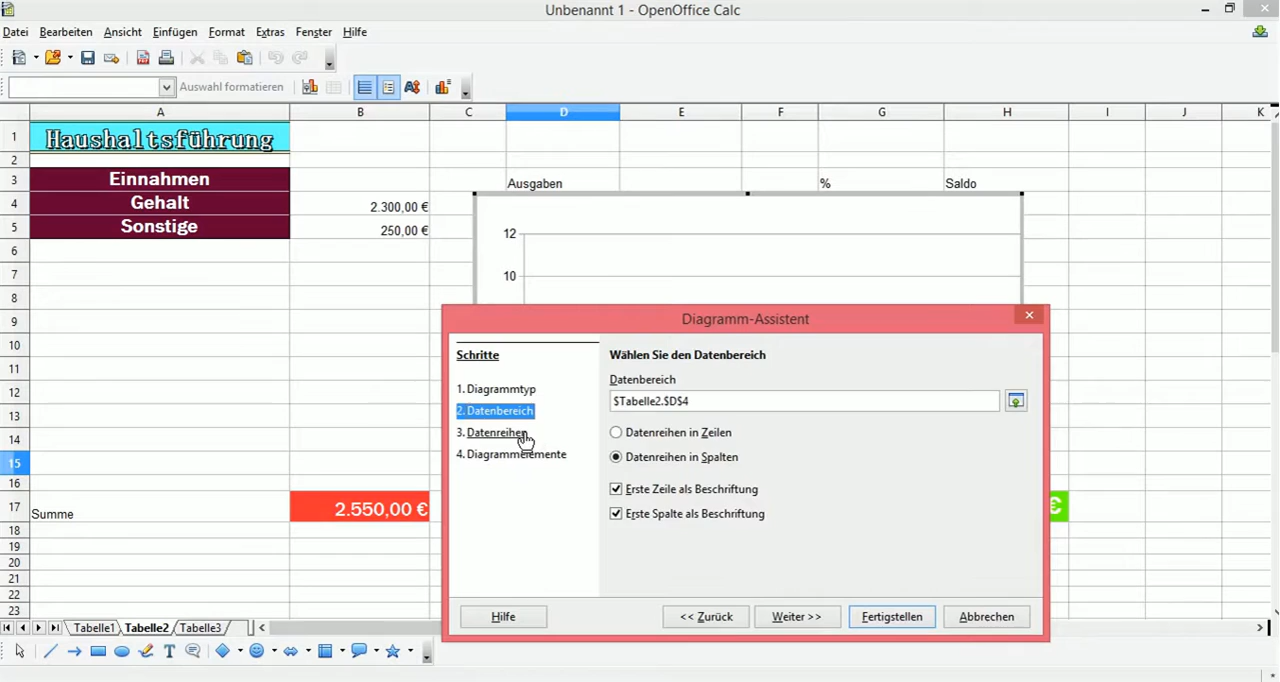 Unbenannt 1 - OpenOffice Calc
Datei Bearbeiten Ansicht Einfügen Format Extras Fenster Hilfe
Auswahl formatieren
A B C D E F G H I J K
1 Haushaltsführung
2
3 Einnahmen Ausgaben % Saldo
4 Gehalt 2.300,00 €
5 Sonstige 250,00 €
12
6
7
10
8
9
10
11
12
13
14
15
16
17 Summe 2.550,00 € €
18
19
20
21
22
23
Diagramm-Assistent
Schritte
1. Diagrammtyp
2. Datenbereich
3. Datenreihen
4. Diagrammelemente
Wählen Sie den Datenbereich
Datenbereich
$Tabelle2.$D$4
Datenreihen in Zeilen
Datenreihen in Spalten
Erste Zeile als Beschriftung
Erste Spalte als Beschriftung
Hilfe << Zurück Weiter >> Fertigstellen Abbrechen
Tabelle1 Tabelle2 Tabelle3